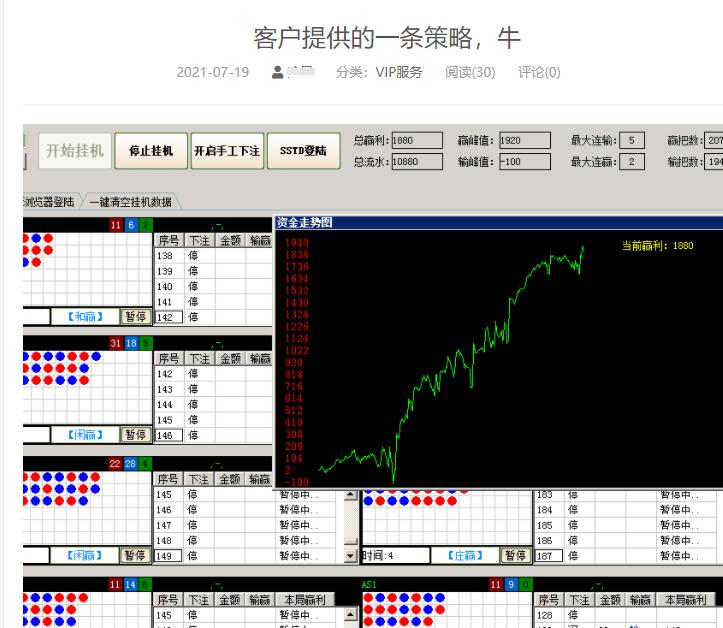 客户提供的一条策略，牛
2021-07-19 分类：VIP服务 阅读(30) 评论(0)
开始挂机 停止挂机 开启手工下注 SSTD登陆
总赢利: 1880 赢峰值: 1920 最大连输: 5 赢把数: 207
总流水: 10880 输峰值: -100 最大连赢: 2 输把数: 194
浏览器登陆 一键清空挂机数据
11 6 2
序号 下注 金额 输赢
138 停
139 停
140 停
141 停
142 停
【和赢】 暂停
31 18 5
序号 下注 金额 输赢
142 停
143 停
144 停
145 停
146 停
【闲赢】 暂停
资金走势图
当前赢利: 1880
1940
1838
1736
1634
1532
1430
1328
1226
1124
1022
920
818
716
614
512
410
308
206
104
2
-100
22 28 4
序号 下注 金额 输赢
145 停 暂停中..
146 停 暂停中..
147 停 暂停中..
148 停 暂停中..
149 停 暂停中..
【闲赢】 暂停
183 停 暂停中..
184 停 暂停中..
185 停 暂停中..
186 停 暂停中..
187 停 暂停中..
时间:4 【庄赢】 暂停
11 14 6
序号 下注 金额 输赢 本局赢利
145 停 暂停中..
AS1 11 9 0
序号 下注 金额 输赢 本局赢利
128 停